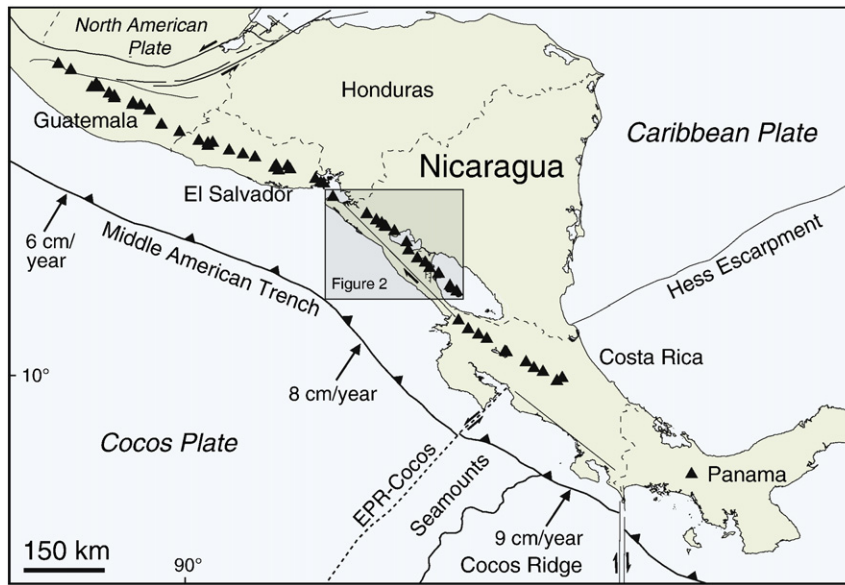 North American
Plate
Honduras
Guatemala
Caribbean Plate
Nicaragua
El Salvador
6 cm/
year
Middle American
Trench
Figure 2
Hess Escarpment
10°
8 cm/year
Costa Rica
Cocos Plate
EPR-Cocos
Seamounts
Panama
9 cm/year
Cocos Ridge
150 km
90°